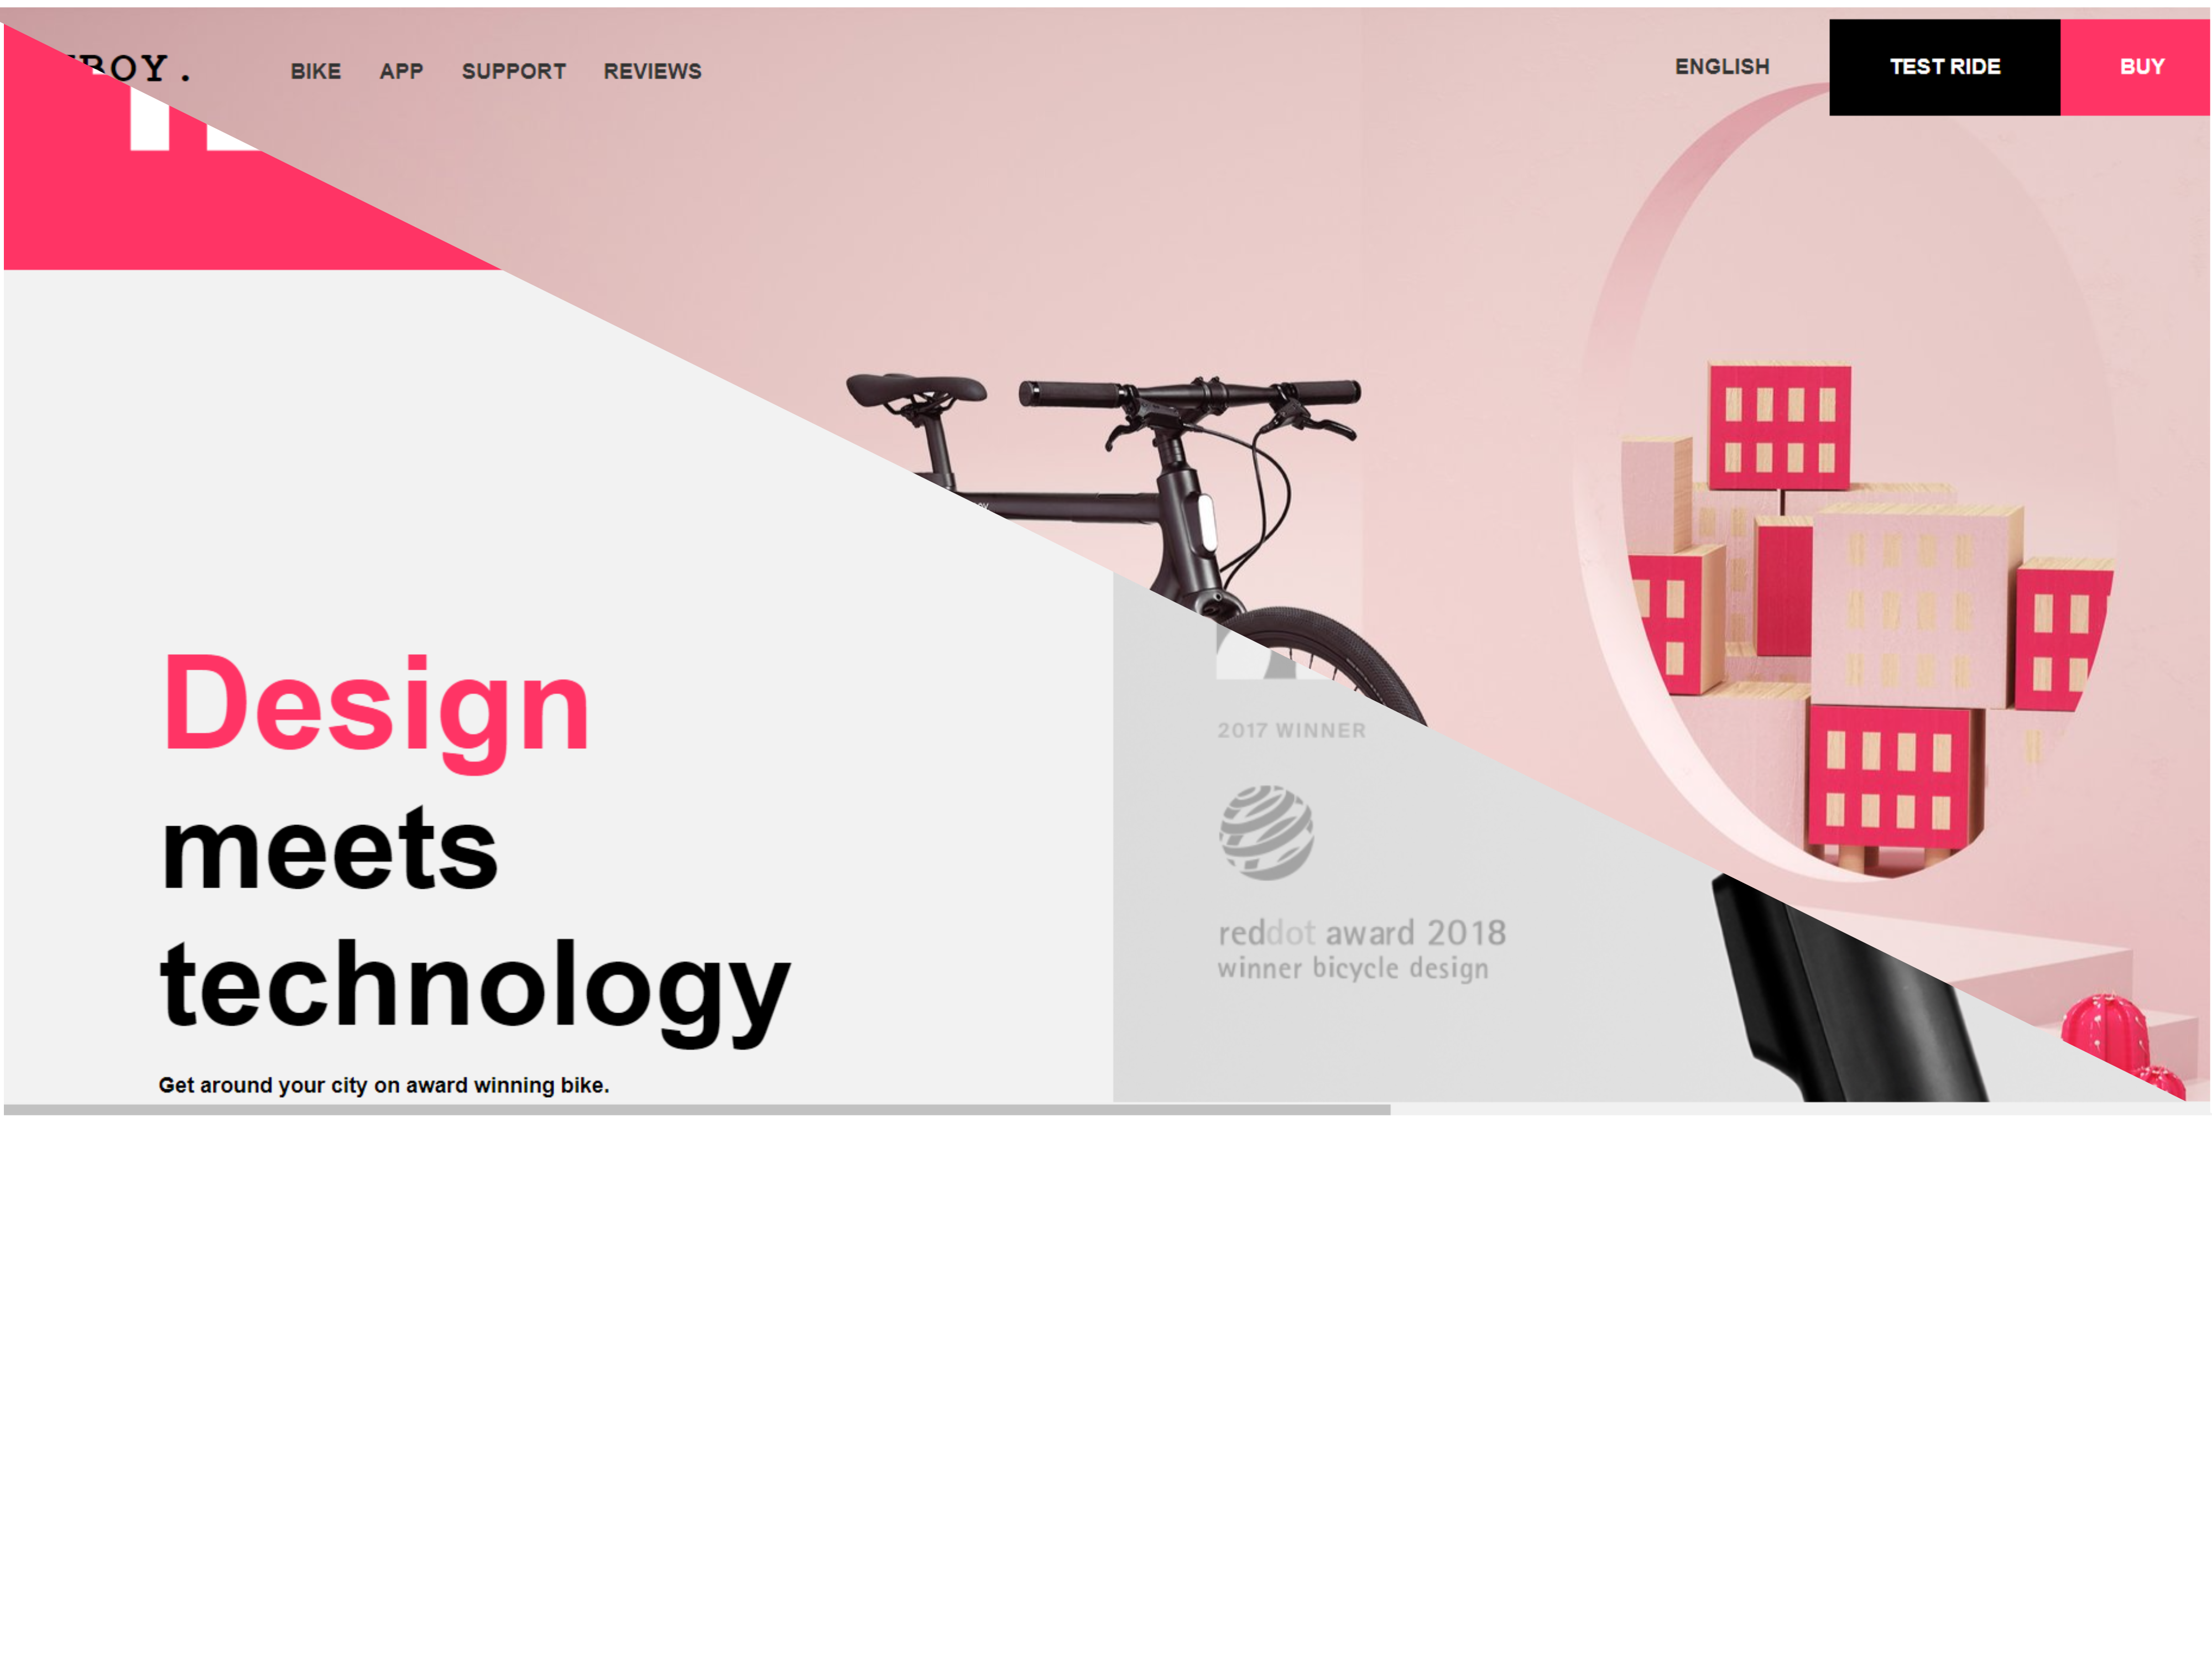 BOY.
BIKE APP SUPPORT REVIEWS
ENGLISH
TEST RIDE
BUY
Design
meets
technology
Get around your city on award winning bike.
2017 WINNER
reddot award 2018
winner bicycle design